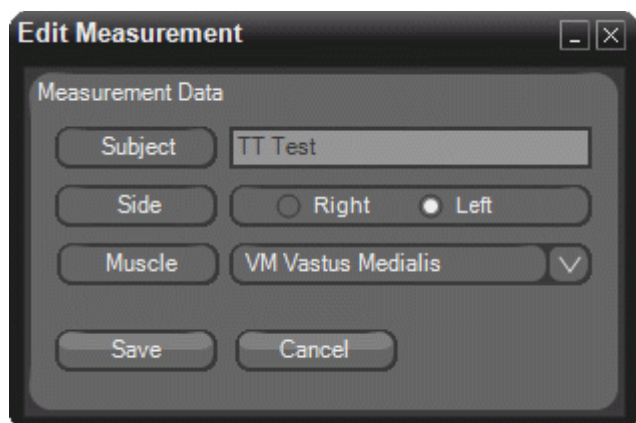 Edit Measurement
Measurement Data
Subject TT Test
Side Right Left
Muscle VM Vastus Medialis
Save Cancel